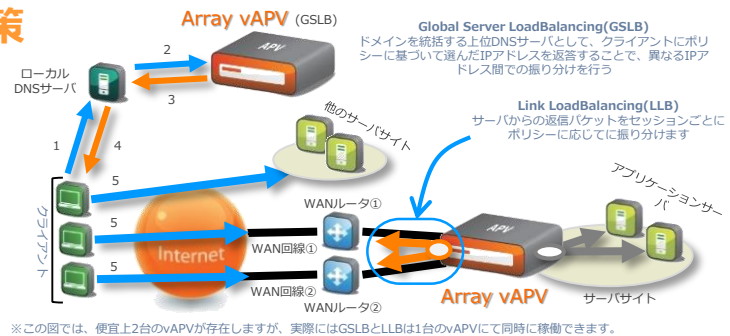 策
Array vAPV (GSLB)
APV
Global Server LoadBalancing(GSLB)
ドメインを統括する上位DNSサーバとして、クライアントにポリ
シーに基づいて選んだIPアドレスを返答することで、異なるIPア
ドレス間での振り分けを行う
ローカル
DNSサーバ
2
3
1
4
Link LoadBalancing(LLB)
サーバからの返信パケットをセッションごとに
ポリシーに応じてに振り分けます
他のサーバサイト
アプリケーションサー
バ
クライアント
5
5
5
Internet
WANルータ①
WAN回線①
WAN回線②
WANルータ②
APV
Array vAPV
サーバサイト
※この図では、便宜上2台のvAPVが存在しますが、実際にはGSLBとLLBは1台のvAPVにて同時に稼働できます。